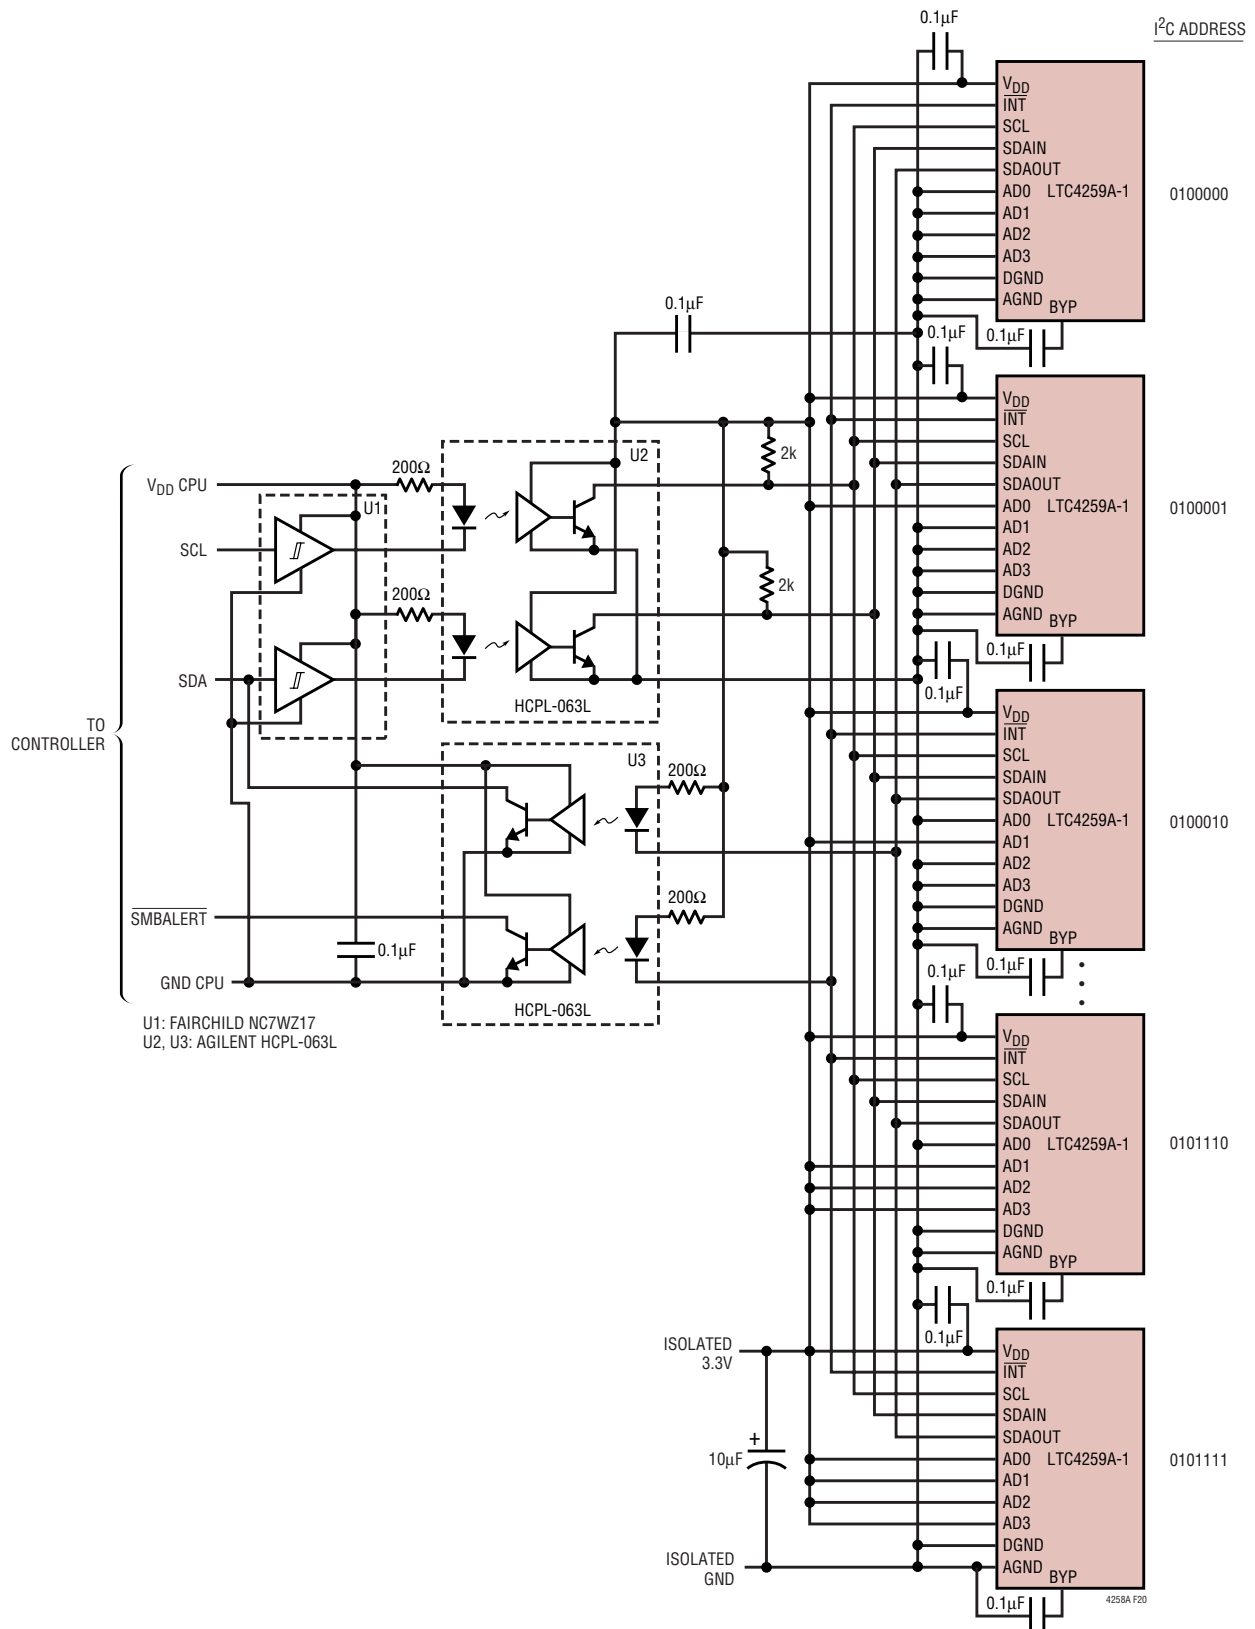 I2C ADDRESS
0.1µF
VDD
INT
SCL
SDAIN
SDAOUT
AD0 LTC4259A-1
AD1
AD2
AD3
DGND
AGND
BYP
0100000
0.1µF
0.1µF
0.1µF
VDD
INT
SCL
SDAIN
SDAOUT
AD0 LTC4259A-1
AD1
AD2
AD3
DGND
AGND
BYP
0100001
0.1µF
0.1µF
VDD
INT
SCL
SDAIN
SDAOUT
AD0 LTC4259A-1
AD1
AD2
AD3
DGND
AGND
BYP
0100010
0.1µF
0.1µF
VDD
INT
SCL
SDAIN
SDAOUT
AD0 LTC4259A-1
AD1
AD2
AD3
DGND
AGND
BYP
0101110
0.1µF
0.1µF
VDD
INT
SCL
SDAIN
SDAOUT
AD0 LTC4259A-1
AD1
AD2
AD3
DGND
AGND
BYP
0101111
0.1µF
4258A F20
TO
CONTROLLER
VDD CPU
SCL
SDA
SMBALERT
GND CPU
U1
200Ω
200Ω
U2
HCPL-063L
2k
2k
U3
200Ω
200Ω
HCPL-063L
0.1µF
U1: FAIRCHILD NC7WZ17
U2, U3: AGILENT HCPL-063L
ISOLATED
3.3V
10µF
+
ISOLATED
GND